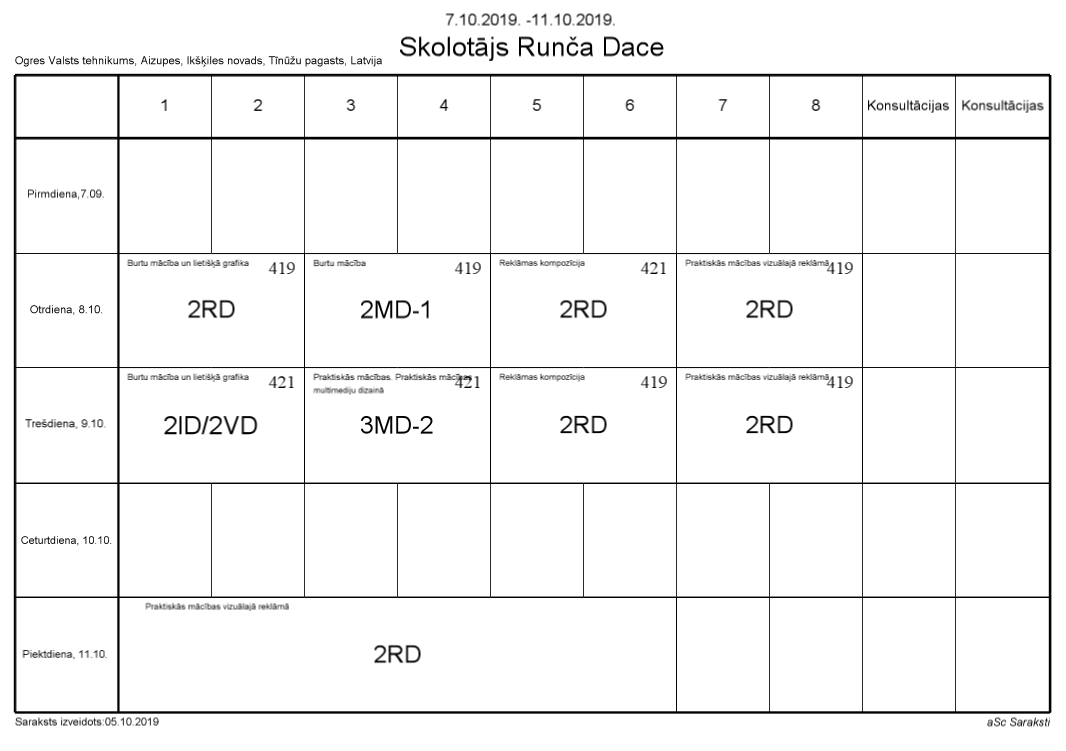 7.10.2019. -11.10.2019.
Skolotājs Runča Dace
Ogres Valsts tehnikums, Aizupes, Ikšķiles novads, Tīnūžu pagasts, Latvija
1 2 3 4 5 6 7 8 Konsultācijas Konsultācijas
Pirmdiena,7.09.
Otrdiena, 8.10.
Burtu mācība un lietišķā grafika 419
2RD
Burtu mācība 419
2MD-1
Reklāmas kompozīcija 421
2RD
Praktiskās mācības vizuālajā reklāmā 419
2RD
Trešdiena, 9.10.
Burtu mācība un lietišķā grafika 421
2ID/2VD
Praktiskās mācības. Praktiskās mācības 421
multimediju dizainā
3MD-2
Reklāmas kompozīcija 419
2RD
Praktiskās mācības vizuālajā reklāmā 419
2RD
Ceturtdiena, 10.10.
Piektdiena, 11.10.
Praktiskās mācības vizuālajā reklāmā
2RD
Saraksts izveidots:05.10.2019
aSc Saraksti